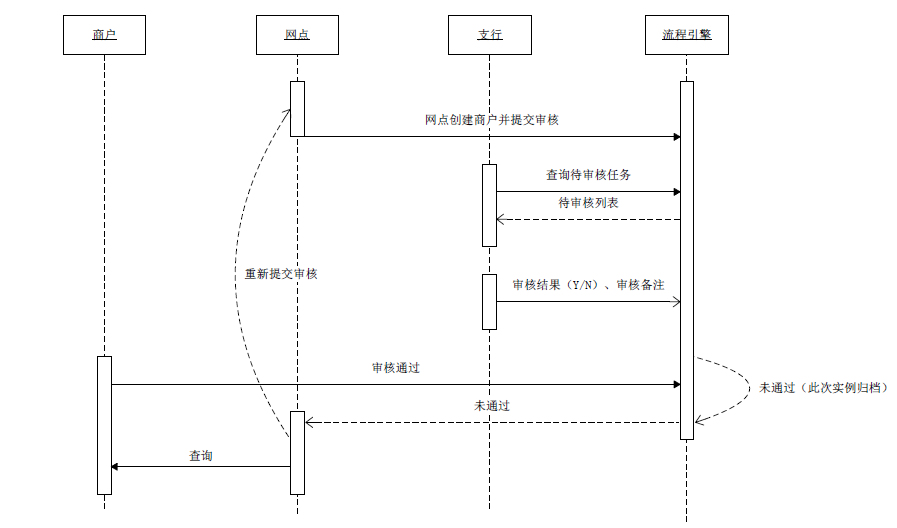 商户
网点
支行
流程引擎
网点创建商户并提交审核
查询待审核任务
待审核列表
重新提交审核
审核结果（Y/N）、审核备注
审核通过
未通过（此次实例归档）
未通过
查询